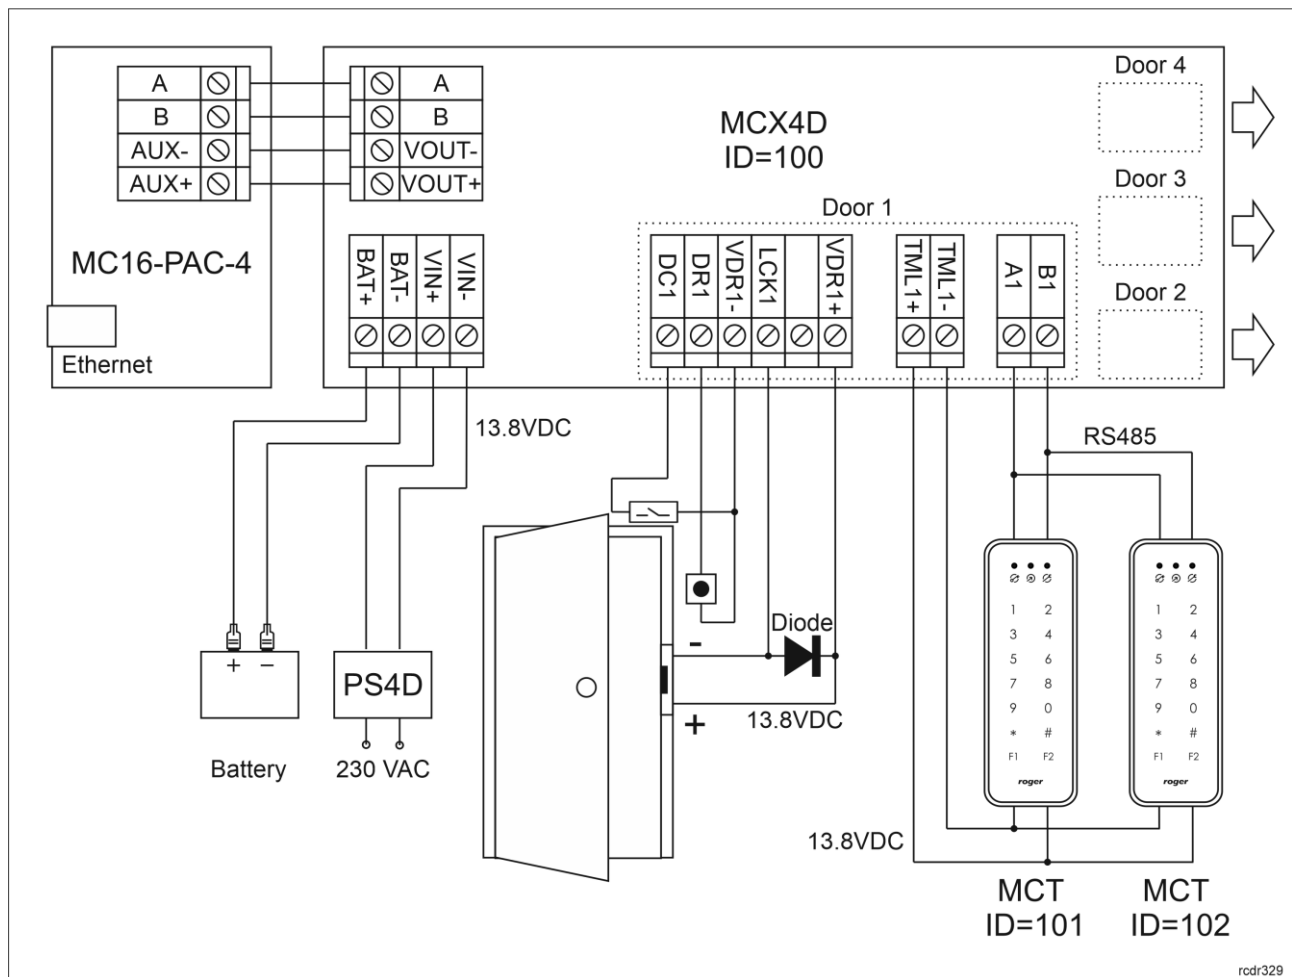 A
B
AUX-
AUX+
A
B
VOUT-
VOUT+
MCX4D
ID=100
Door 4
Door 3
Door 2
Door 1
MC16-PAC-4
Ethernet
BAT+
BAT-
VIN+
VIN-
DC1
DR1
VDR1-
LCK1
VDR1+
TML1+
TML1-
A1
B1
13.8VDC
RS485
Diode
-
+
13.8VDC
+ −
Battery
PS4D
230 VAC
1 2
3 4
5 6
7 8
9 0
* #
F1 F2
roger
1 2
3 4
5 6
7 8
9 0
* #
F1 F2
roger
13.8VDC
MCT
ID=101
MCT
ID=102
rcdr329